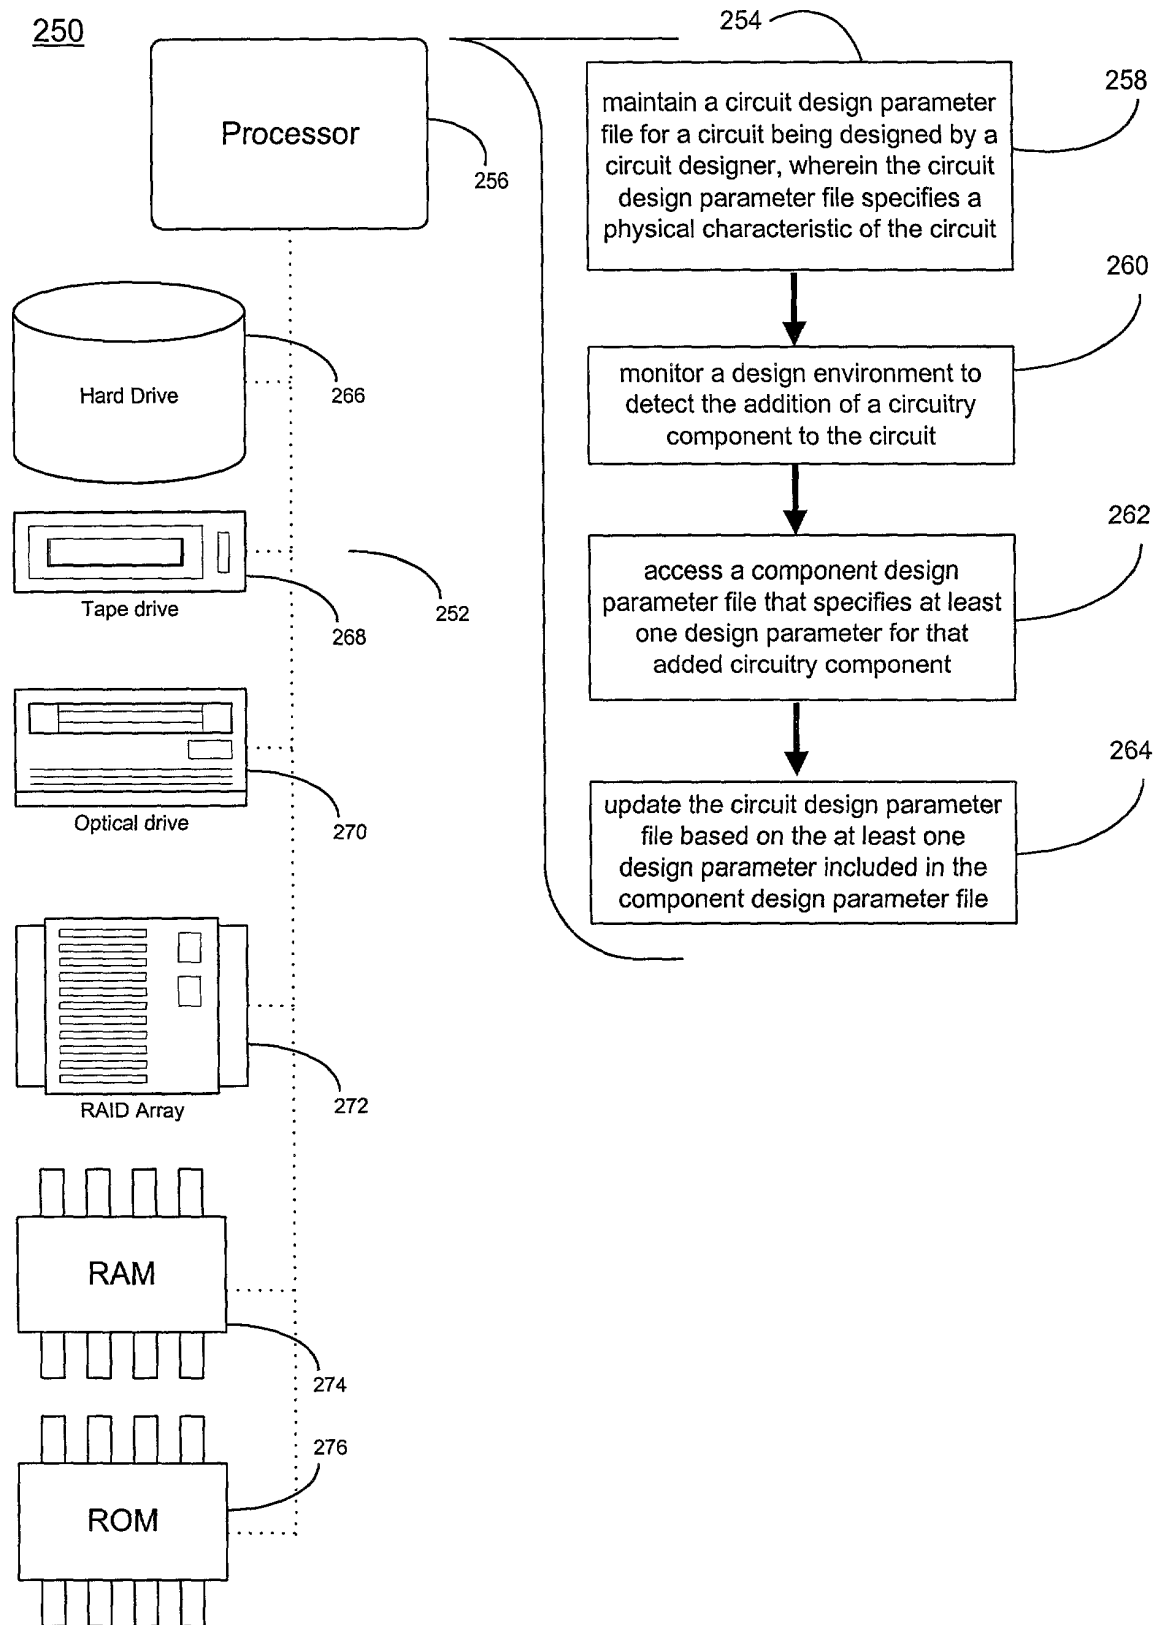 250
Processor
256
Hard Drive
266
Tape drive
268
252
Optical drive
270
RAID Array
272
RAM
274
ROM
276
254
258
maintain a circuit design parameter
file for a circuit being designed by a
circuit designer, wherein the circuit
design parameter file specifies a
physical characteristic of the circuit
260
monitor a design environment to
detect the addition of a circuitry
component to the circuit
262
access a component design
parameter file that specifies at least
one design parameter for that
added circuitry component
264
update the circuit design parameter
file based on the at least one
design parameter included in the
component design parameter file